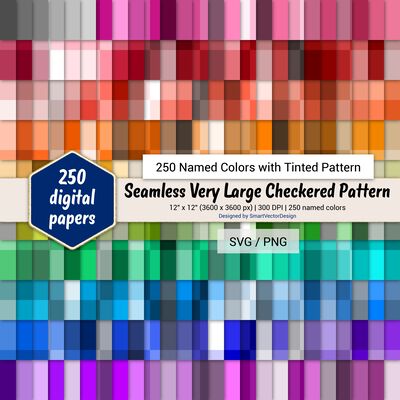 250 Named Colors with Tinted Pattern
250
digital
papers
Seamless Very Large Checkered Pattern
12" x 12" (3600 x 3600 px) | 300 DPI | 250 named colors
Designed by SmartVectorDesign
SVG / PNG